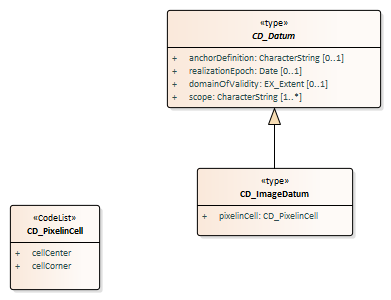 «type»
CD_Datum
+ anchorDefinition: CharacterString [0..1]
+ realizationEpoch: Date [0..1]
+ domainOfValidity: EX_Extent [0..1]
+ scope: CharacterString [1..*]
«type»
CD_ImageDatum
+ pixelinCell: CD_PixelinCell
«CodeList»
CD_PixelinCell
+ cellCenter
+ cellCorner